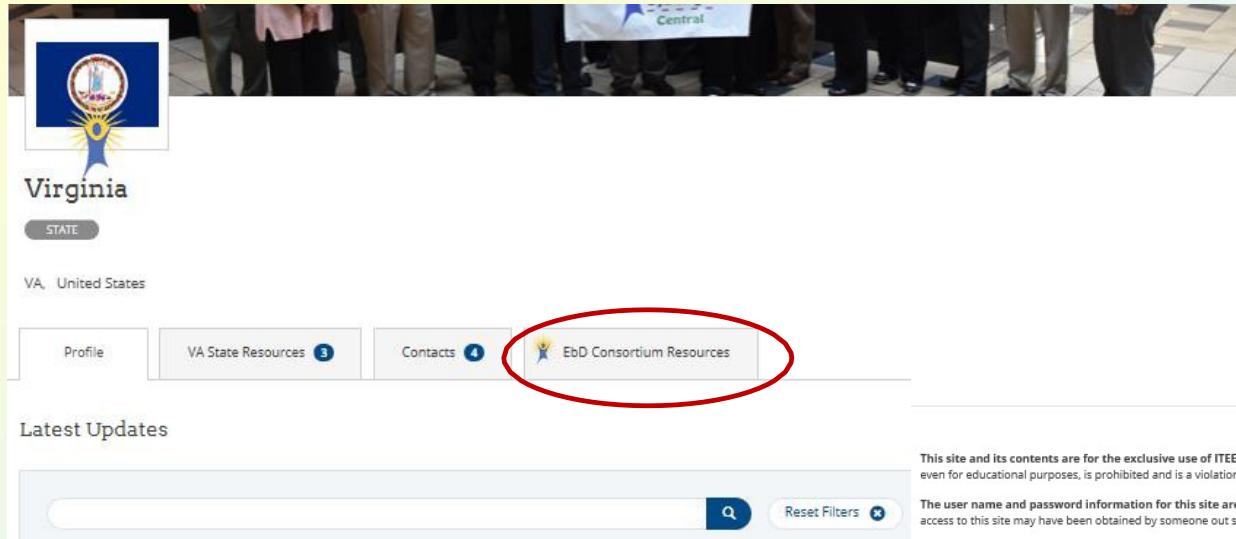 Central
Virginia
STATE
VA, United States
Profile
VA State Resources 3
Contacts 4
EbD Consortium Resources
Latest Updates
Reset Filters
This site and its contents are for the exclusive use of ITEE
even for educational purposes, is prohibited and is a violation
The user name and password information for this site are
access to this site may have been obtained by someone out s